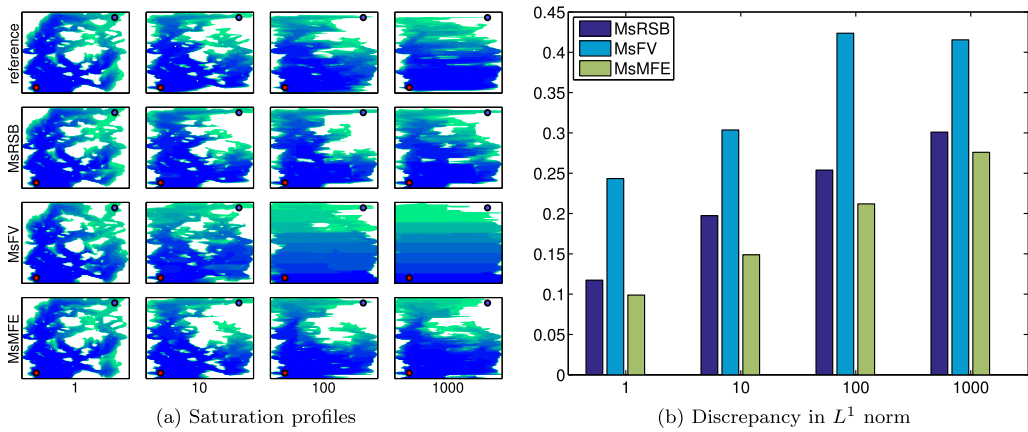 reference
MsRSB
MsFV
MsMFE
1
10
100
1000
(a) Saturation profiles
0.45
0.4
0.35
0.3
0.25
0.2
0.15
0.1
0.05
0
MsRSB
MsFV
MsMFE
1
10
100
1000
(b) Discrepancy in L¹ norm